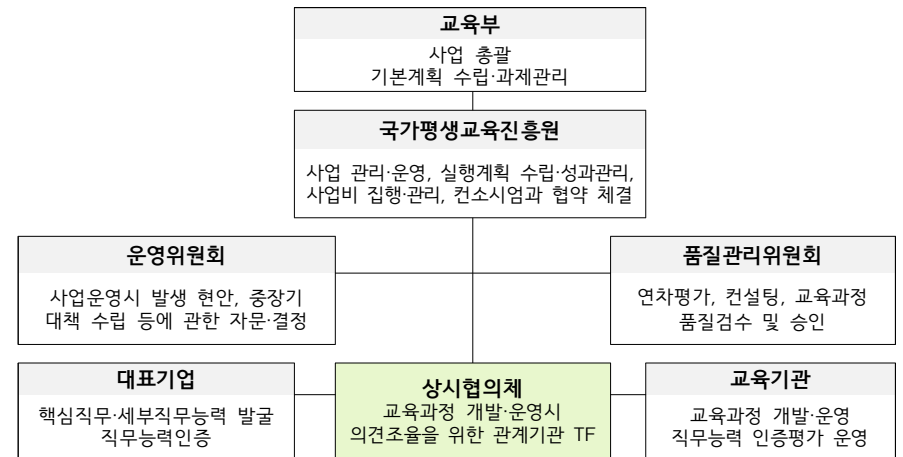 교육부
사업 총괄
기본계획 수립·과제관리
국가평생교육진흥원
사업 관리·운영, 실행계획 수립·성과관리,
사업비 집행·관리, 컨소시엄과 협약 체결
운영위원회
사업운영시 발생 현안, 중장기
대책 수립 등에 관한 자문·결정
품질관리위원회
연차평가, 컨설팅, 교육과정
품질검수 및 승인
대표기업
핵심직무·세부직무능력 발굴
직무능력인증
상시협의체
교육과정 개발·운영시
의견조율을 위한 관계기관 TF
교육기관
교육과정 개발·운영
직무능력 인증평가 운영